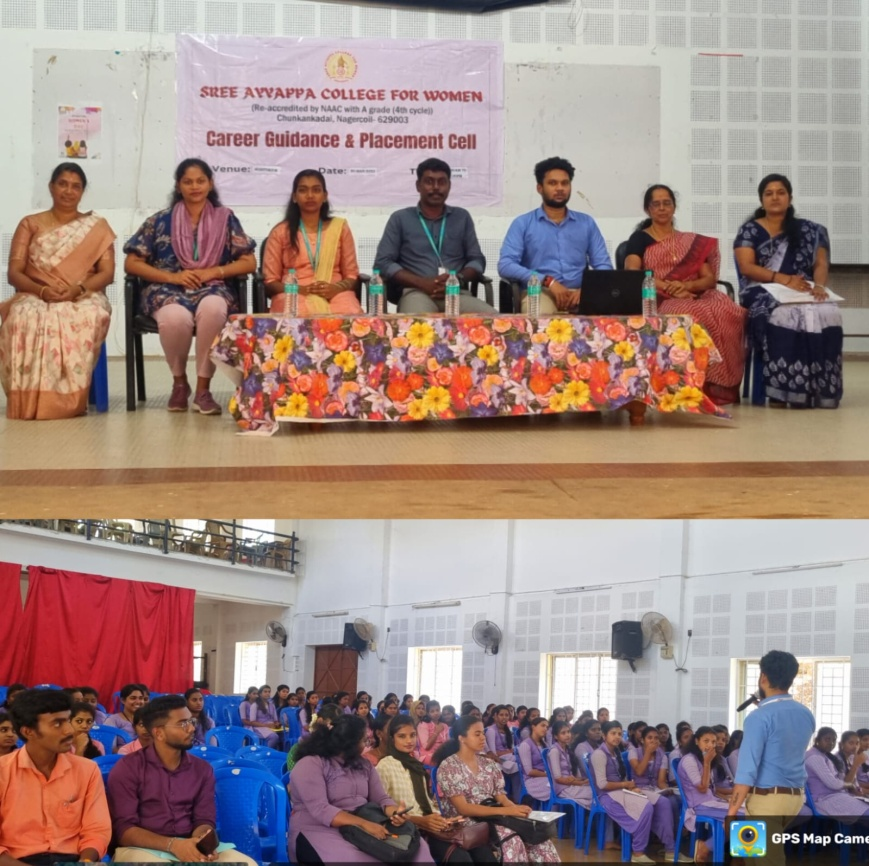 SREE AYYAPPA COLLEGE FOR WOMEN
(Re-accredited by NAAC with A grade (4th cycle))
Chunkankadai, Nagercoil- 629003
Career Guidance & Placement Cell
Venue:
Date:
GPS Map Came